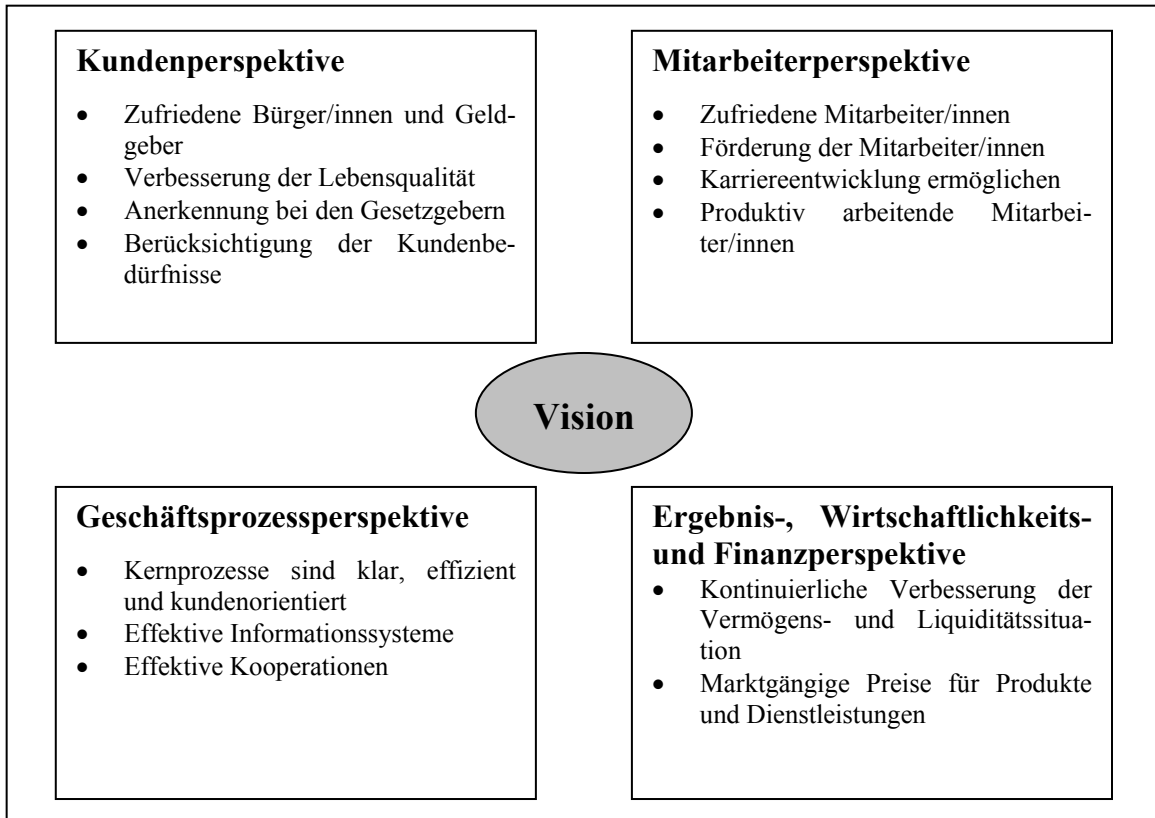 Kundenperspektive
• Zufriedene Bürger/innen und Geld-
geber
• Verbesserung der Lebensqualität
• Anerkennung bei den Gesetzgebern
• Berücksichtigung der Kundenbe-
dürfnisse
Mitarbeiterperspektive
• Zufriedene Mitarbeiter/innen
• Förderung der Mitarbeiter/innen
• Karriereentwicklung ermöglichen
• Produktiv arbeitende Mitarbei-
ter/innen
Vision
Geschäftsprozessperspektive
• Kernprozesse sind klar, effizient
und kundenorientiert
• Effektive Informationssysteme
• Effektive Kooperationen
Ergebnis-, Wirtschaftlichkeits-
und Finanzperspektive
• Kontinuierliche Verbesserung der
Vermögens- und Liquiditätssitua-
tion
• Marktgängige Preise für Produkte
und Dienstleistungen